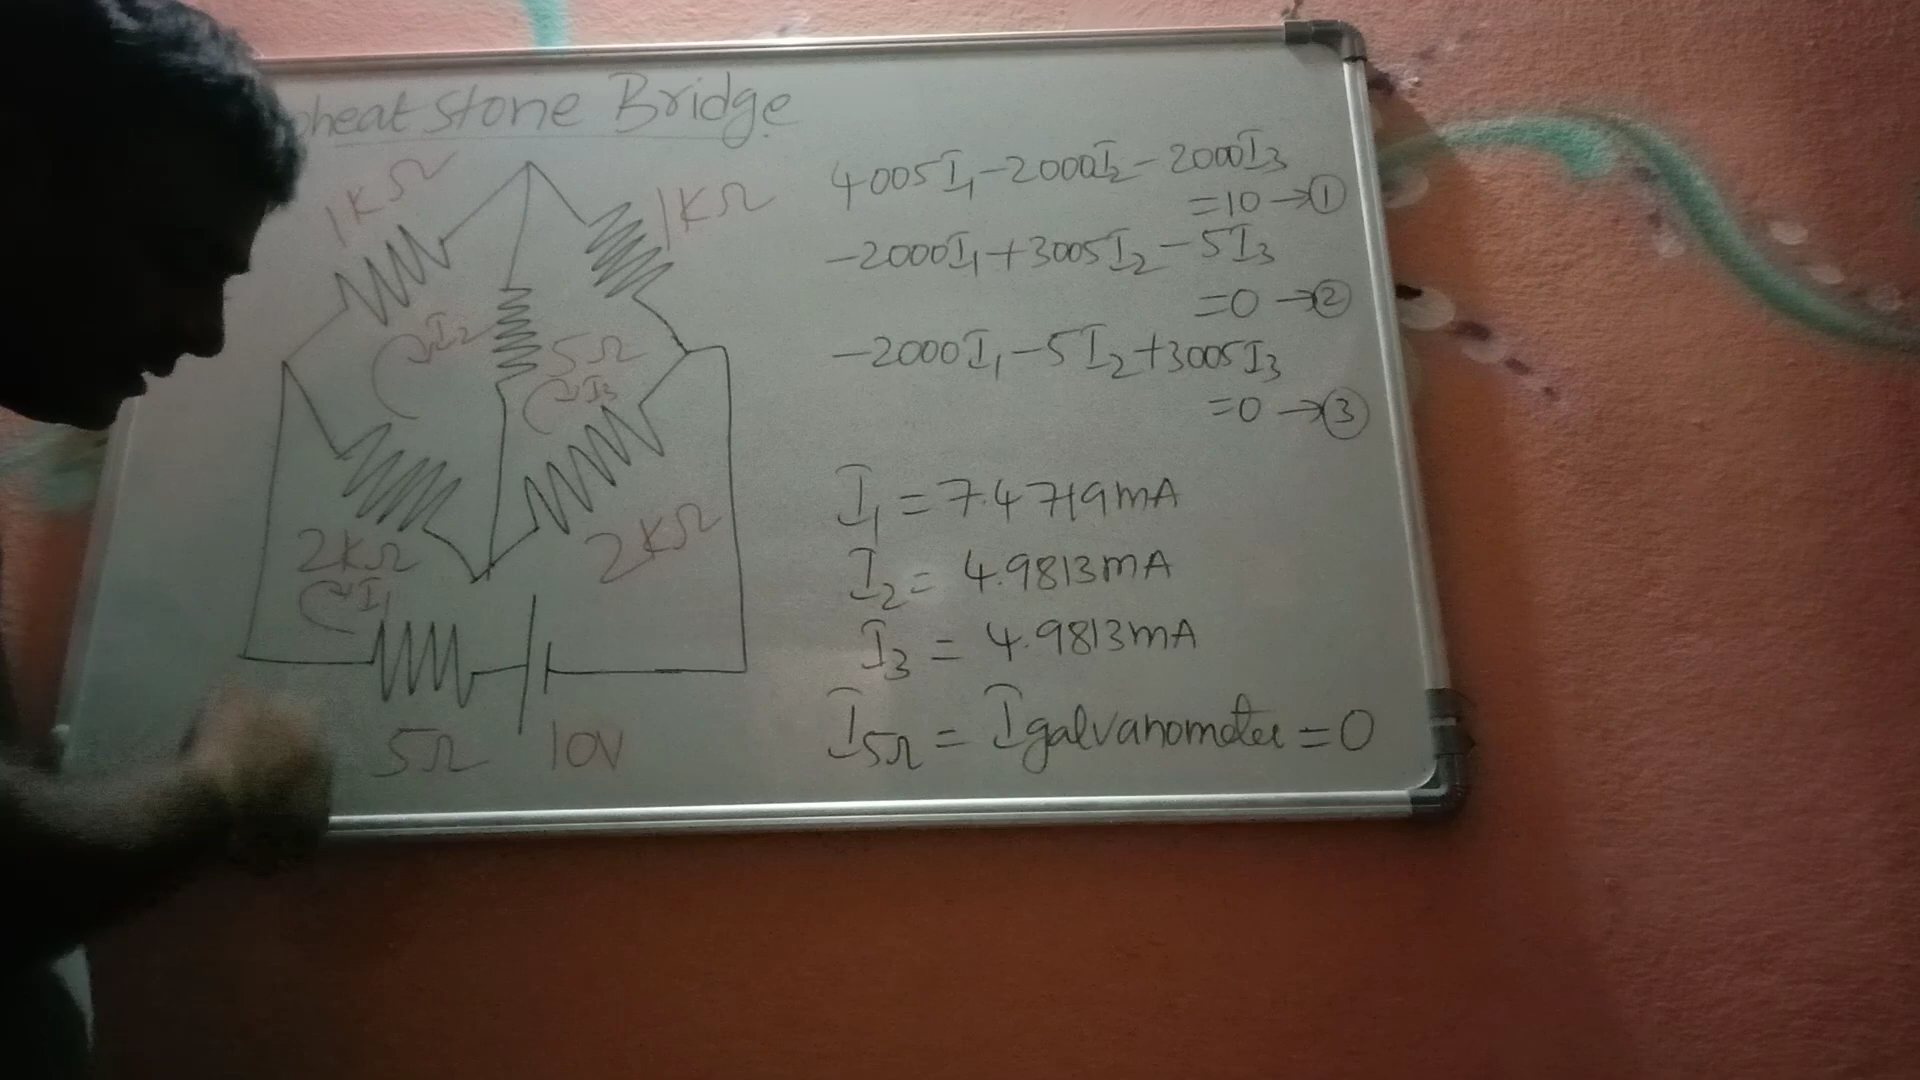 heatstone Bridge
1KΩ
1KΩ
I2
5Ω
I3
2KΩ
2KΩ
I1
5Ω
10V
4005I1-2000I2-2000I3
=10→①
-2000I1+3005I2-5I3
=0→②
-2000I1-5I2+3005I3
=0→③
I1=7.4719mA
I2=4.9813mA
I3=4.9813mA
I5Ω=Igalvanometer=0